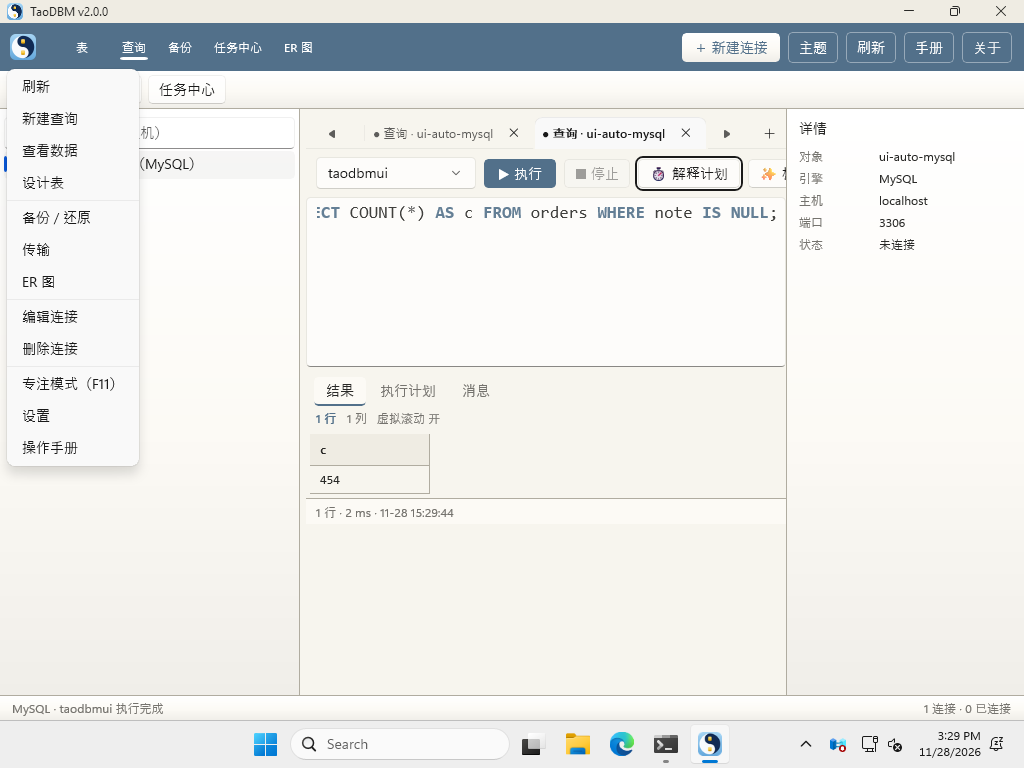 TaoDBM v2.0.0
表
查询
备份
任务中心
ER 图
＋ 新建连接
主题
刷新
手册
关于
刷新
新建查询
查看数据
设计表
备份 / 还原
传输
ER 图
编辑连接
删除连接
专注模式（F11）
设置
操作手册
任务中心
机）
（MySQL）
● 查询 · ui-auto-mysql
● 查询 · ui-auto-mysql
taodbmui
执行
停止
解释计划
ECT COUNT(*) AS c FROM orders WHERE note IS NULL;
结果
执行计划
消息
1 行 1 列 虚拟滚动 开
c
454
1 行 · 2 ms · 11-28 15:29:44
详情
对象 ui-auto-mysql
引擎 MySQL
主机 localhost
端口 3306
状态 未连接
MySQL · taodbmui 执行完成
1 连接 · 0 已连接
Search
3:29 PM
11/28/2026